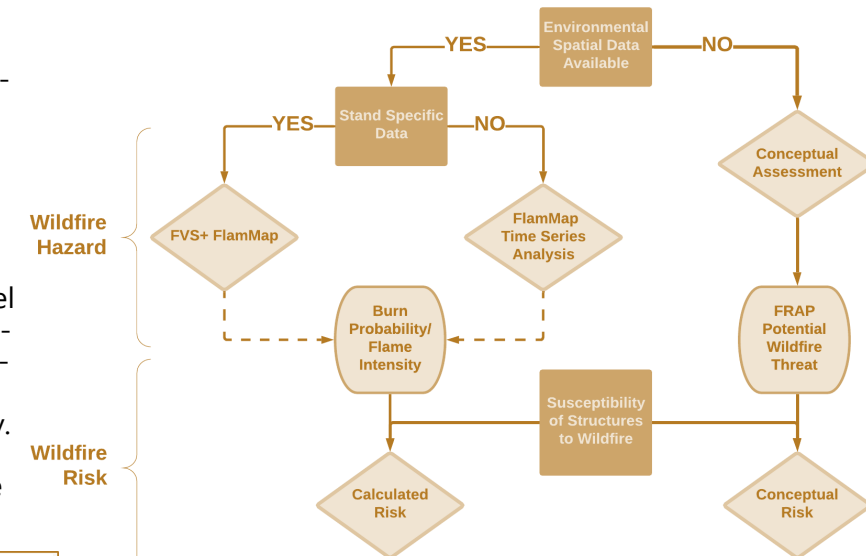 Environmental
Spatial Data
Available
YES
NO
Stand Specific
Data
YES
NO
Conceptual
Assessment
Wildfire
Hazard
FVS+ FlamMap
FlamMap
Time Series
Analysis
Burn
Probability/
Flame
Intensity
FRAP
Potential
Wildfire
Threat
Susceptibility
of Structures
to Wildfire
Wildfire
Risk
Calculated
Risk
Conceptual
Risk